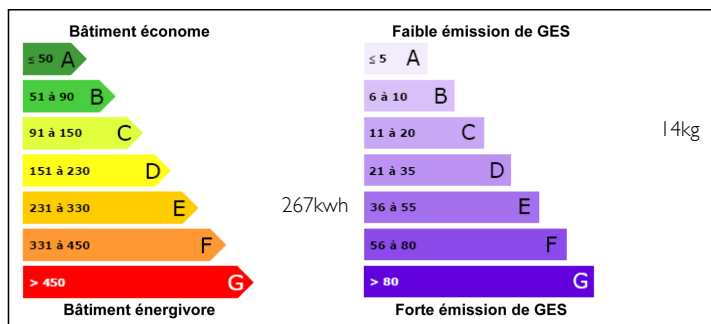 Bâtiment économe
≤ 50 A
51 à 90 B
91 à 150 C
151 à 230 D
231 à 330 E
267kwh
331 à 450 F
> 450 G
Bâtiment énergivore
Faible émission de GES
≤ 5 A
6 à 10 B
11 à 20 C
14kg
21 à 35 D
36 à 55 E
56 à 80 F
> 80 G
Forte émission de GES